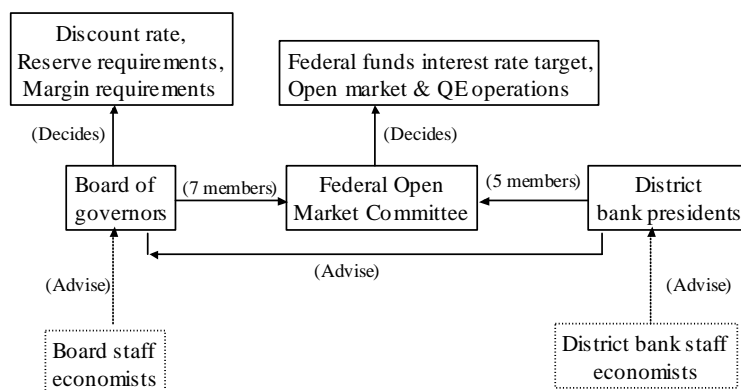 Discount rate,
Reserve requirements,
Margin requirements
Federal funds interest rate target,
Open market & QE operations
(Decides)
(Decides)
Board of
governors
(7 members)
Federal Open
Market Committee
(5 members)
District
bank presidents
(Advise)
(Advise)
(Advise)
Board staff
economists
District bank staff
economists